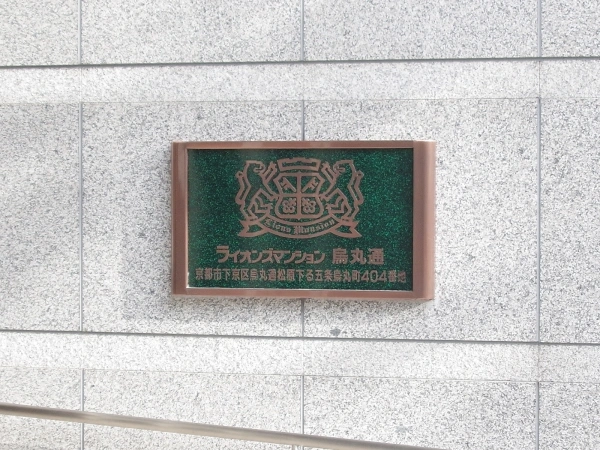 Lions Mansion
ライオンズマンション 烏丸通
京都市下京区烏丸通松原下る五条烏丸町404番地